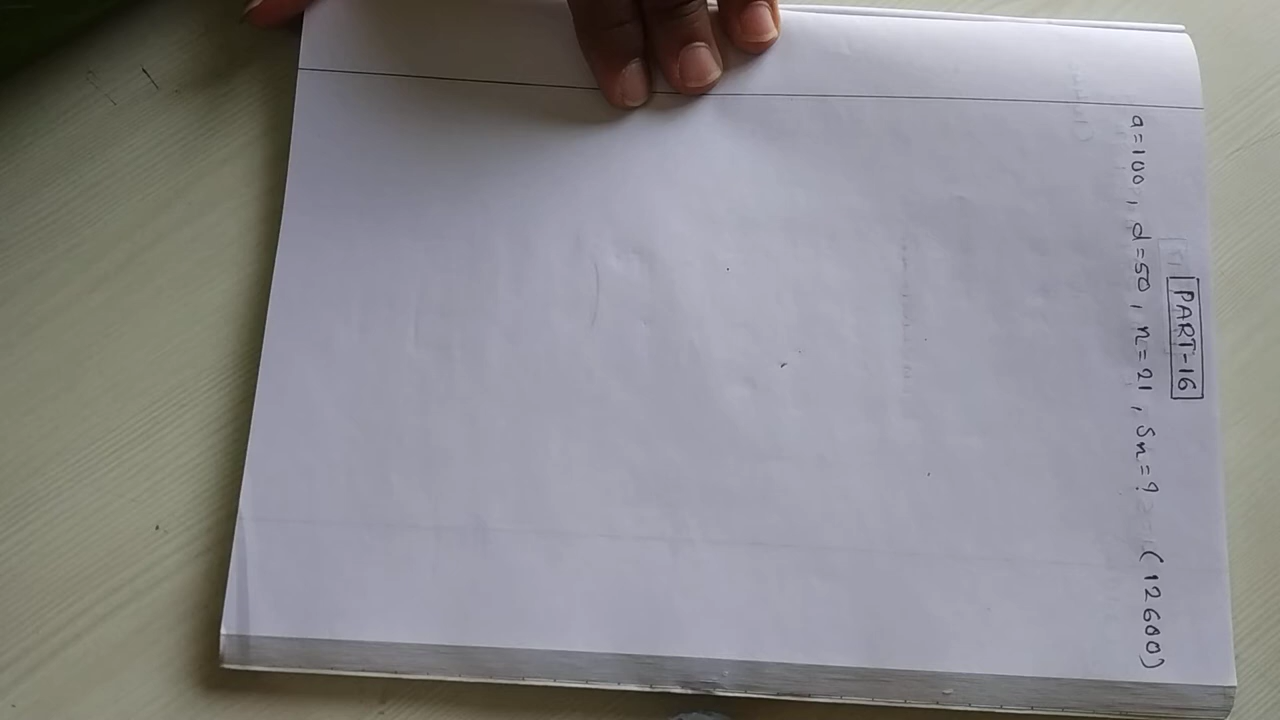 PART-16
a=100, d=50, n=21, Sn=? (12600)